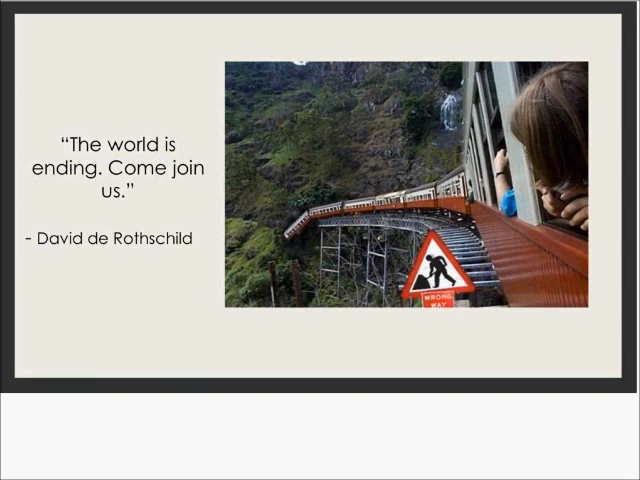 “The world is
ending. Come join
us.”
- David de Rothschild
WRONG
WAY